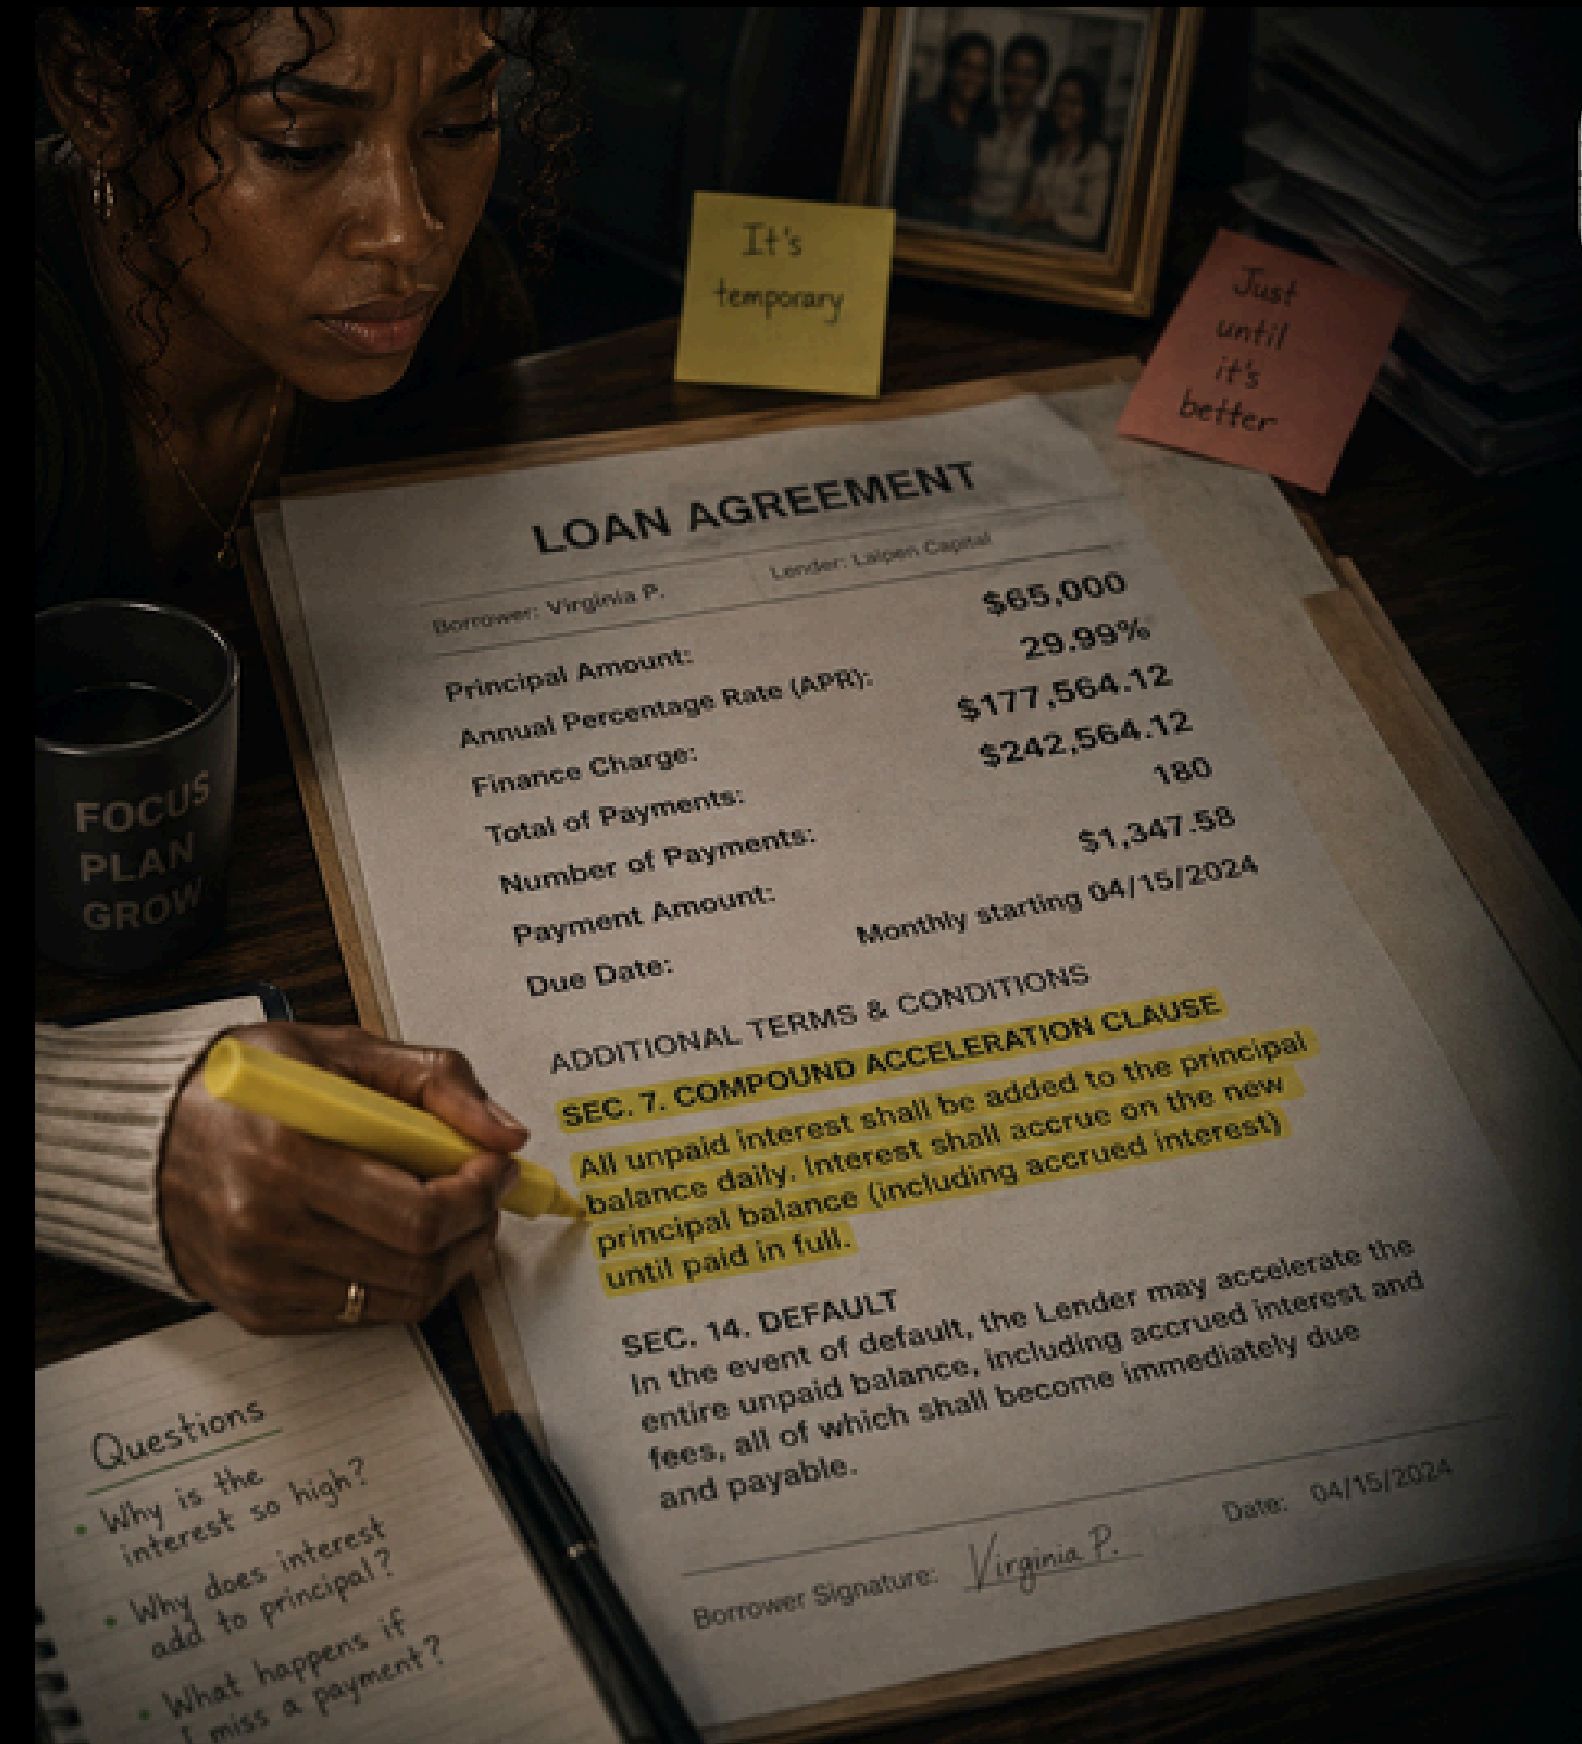 It's
temporary
Just
until
it's
better
LOAN AGREEMENT
Borrower: Virginia P. Lender: Lalpen Capital
Principal Amount: $65,000
Annual Percentage Rate (APR): 29.99%
Finance Charge: $177,564.12
Total of Payments: $242,564.12
Number of Payments: 180
Payment Amount: $1,347.58
Due Date: Monthly starting 04/15/2024
ADDITIONAL TERMS & CONDITIONS
SEC. 7. COMPOUND ACCELERATION CLAUSE
All unpaid interest shall be added to the principal
balance daily. Interest shall accrue on the new
principal balance (including accrued interest)
until paid in full.
SEC. 14. DEFAULT
In the event of default, the Lender may accelerate the
entire unpaid balance, including accrued interest and
fees, all of which shall become immediately due
and payable.
Borrower Signature: Virginia P. Date: 04/15/2024
FOCUS
PLAN
GROW
Questions
• Why is the
interest so high?
• Why does interest
add to principal?
• What happens if
I miss a payment?